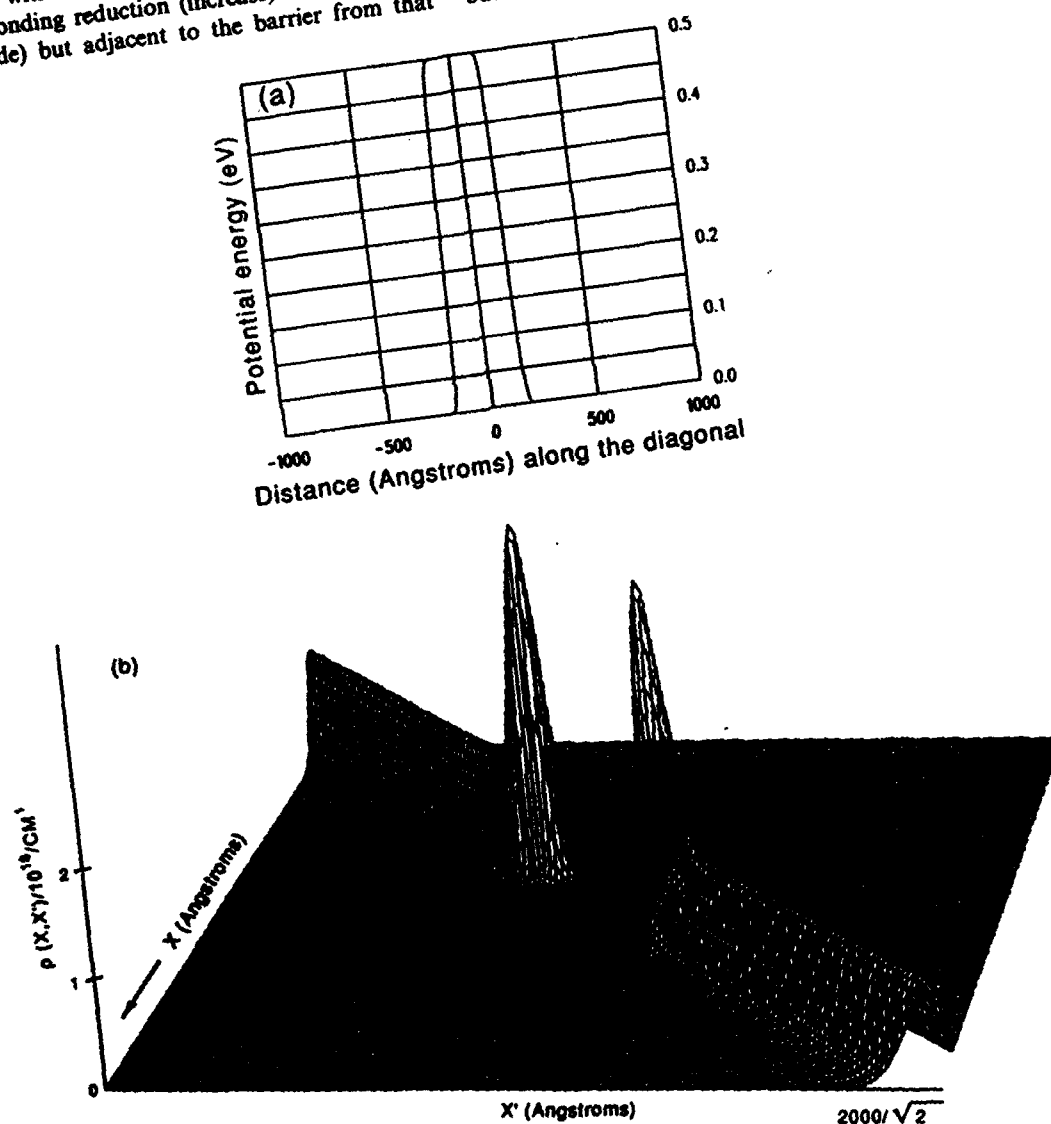 onding reduction (increase)
de) but adjacent to the barrier from that
(a)
Potential energy (eV)
0.5
0.4
0.3
0.2
0.1
0.0
-1000
-500
0
500
1000
Distance (Angstroms) along the diagonal
(b)
ρ (X,X')/10¹⁸/CM³
2
1
0
X (Angstroms)
X' (Angstroms)
2000/√2